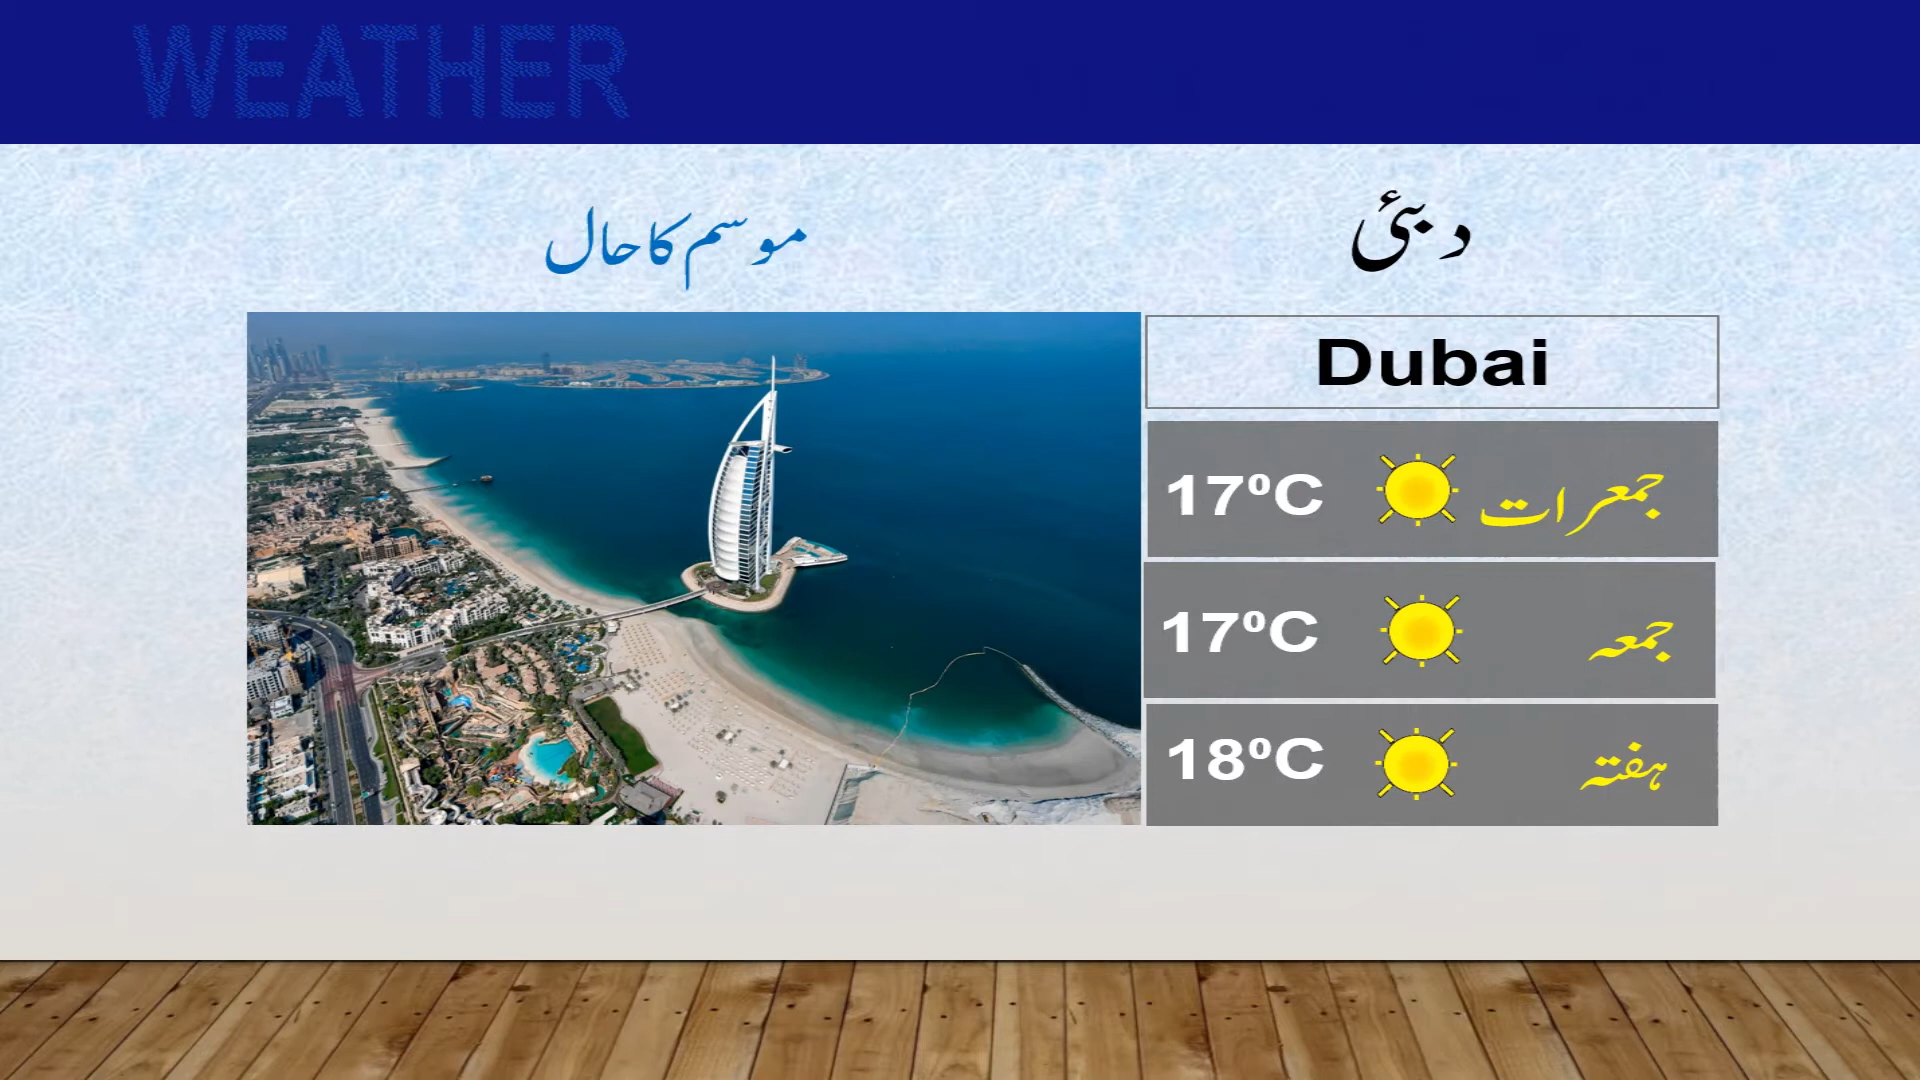 WEATHER
دبئی
موسم کا حال
Dubai
جمعرات 17ºC
جمعہ 17ºC
ہفتہ 18ºC